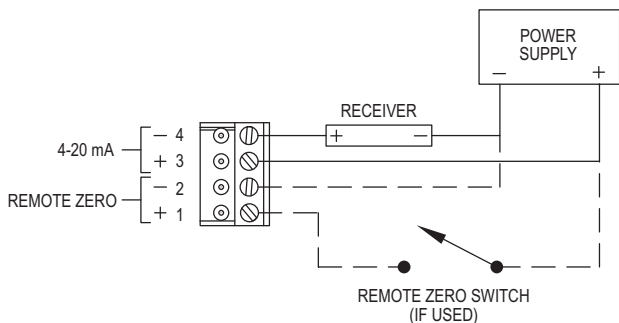 POWER
SUPPLY
− +
RECEIVER
+ −
4-20 mA
− 4
+ 3
REMOTE ZERO
− 2
+ 1
REMOTE ZERO SWITCH
(IF USED)